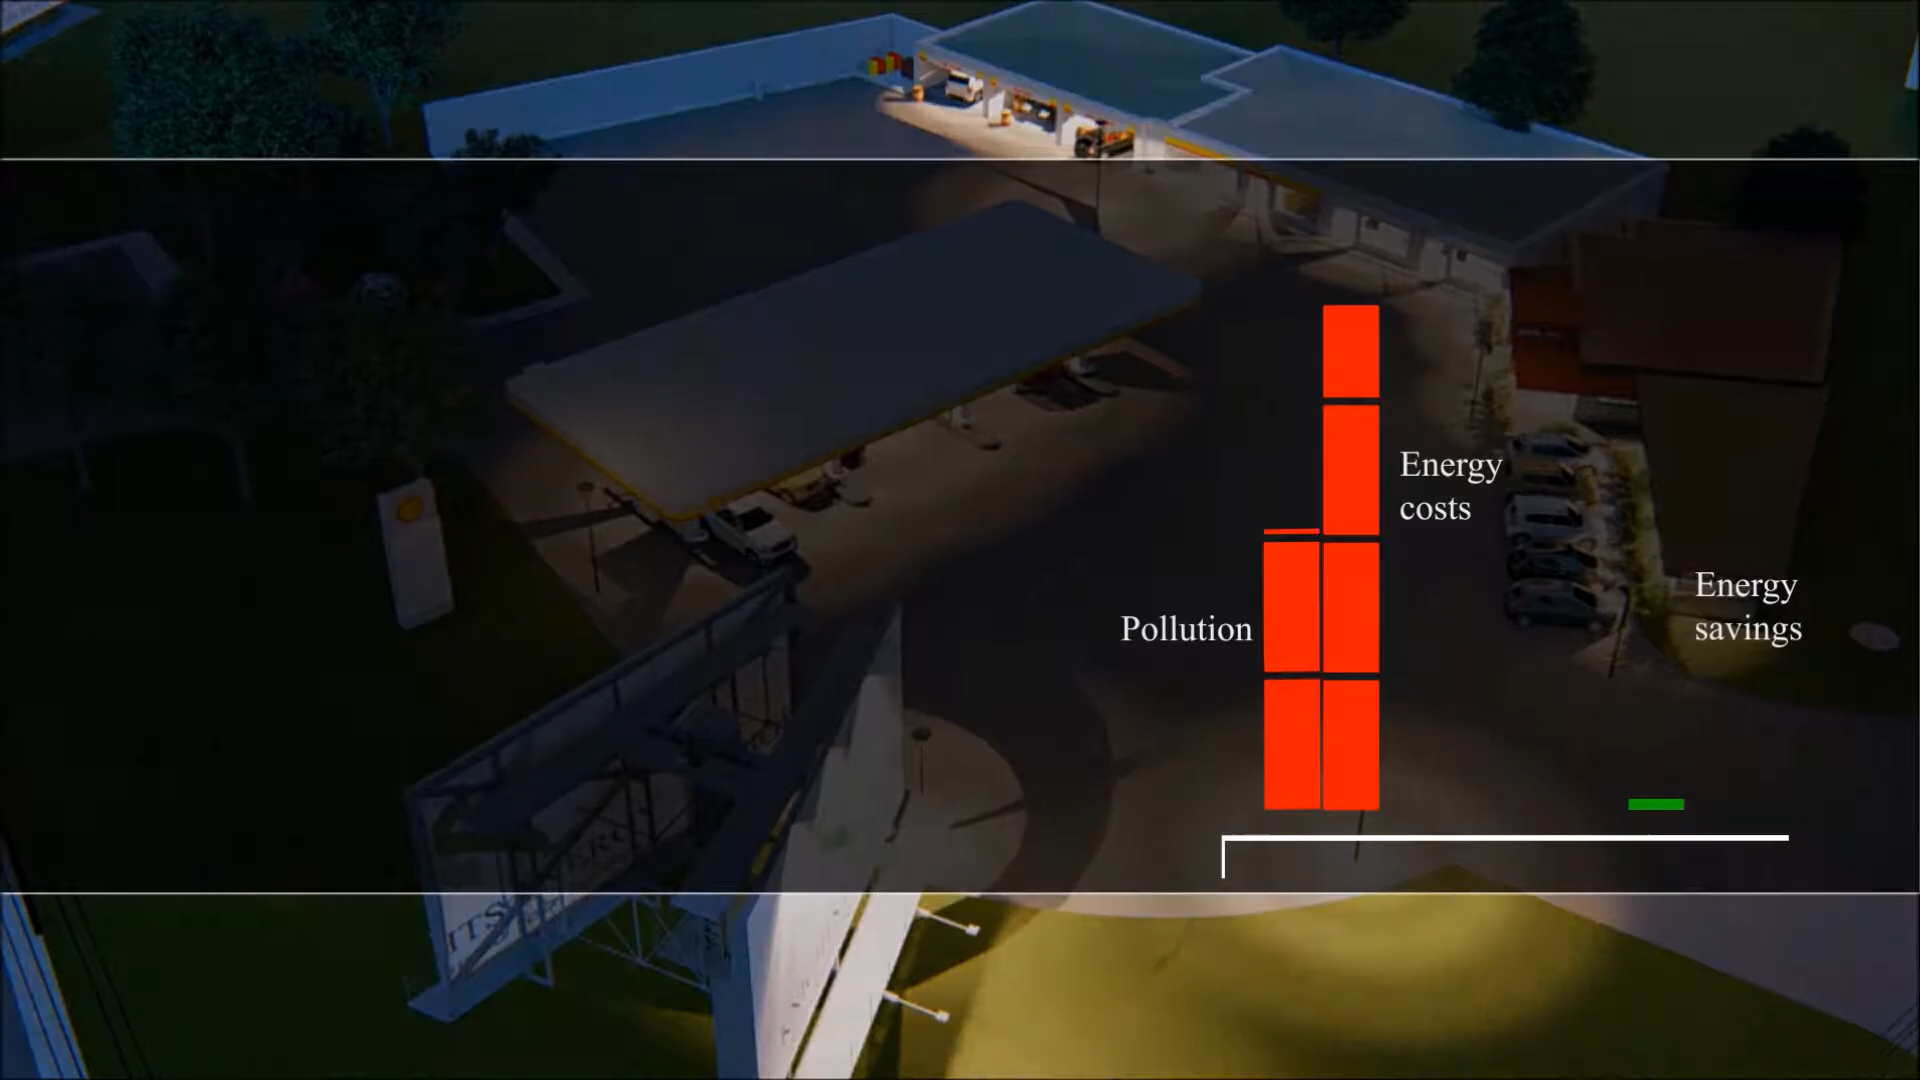 Energy
costs
Energy
savings
Pollution